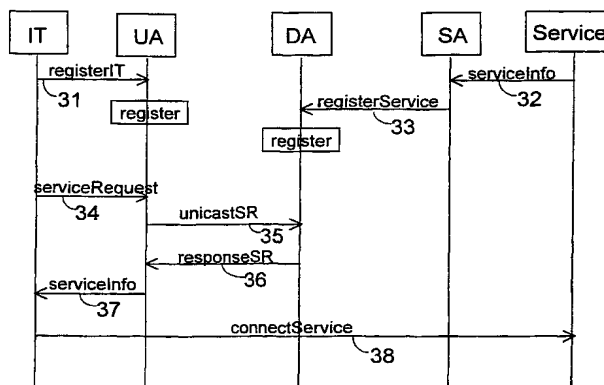 IT UA DA SA Service
registerIT serviceInfo
31 registerService 32
register 33
register
serviceRequest
34 unicastSR
35
responseSR
serviceInfo 36
37
connectService
38